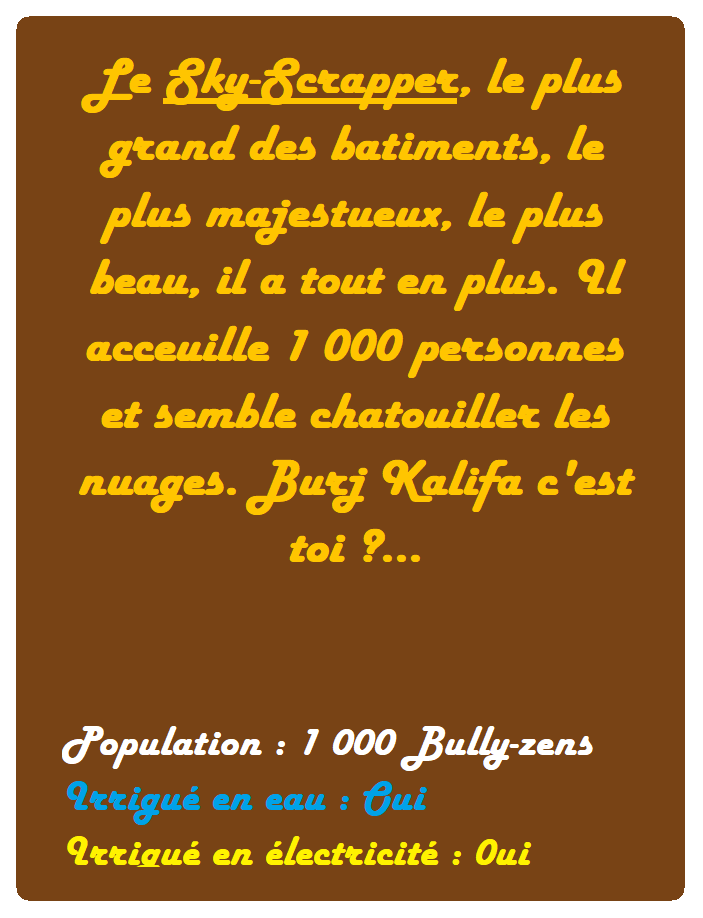 Le Sky-Scrapper, le plus
grand des batiments, le
plus majestueux, le plus
beau, il a tout en plus. Il
acceuille 1 000 personnes
et semble chatouiller les
nuages. Burj Kalifa c'est
toi ?...
Population : 1 000 Bully-zens
Irrigué en eau : Oui
Irrigué en électricité : Oui